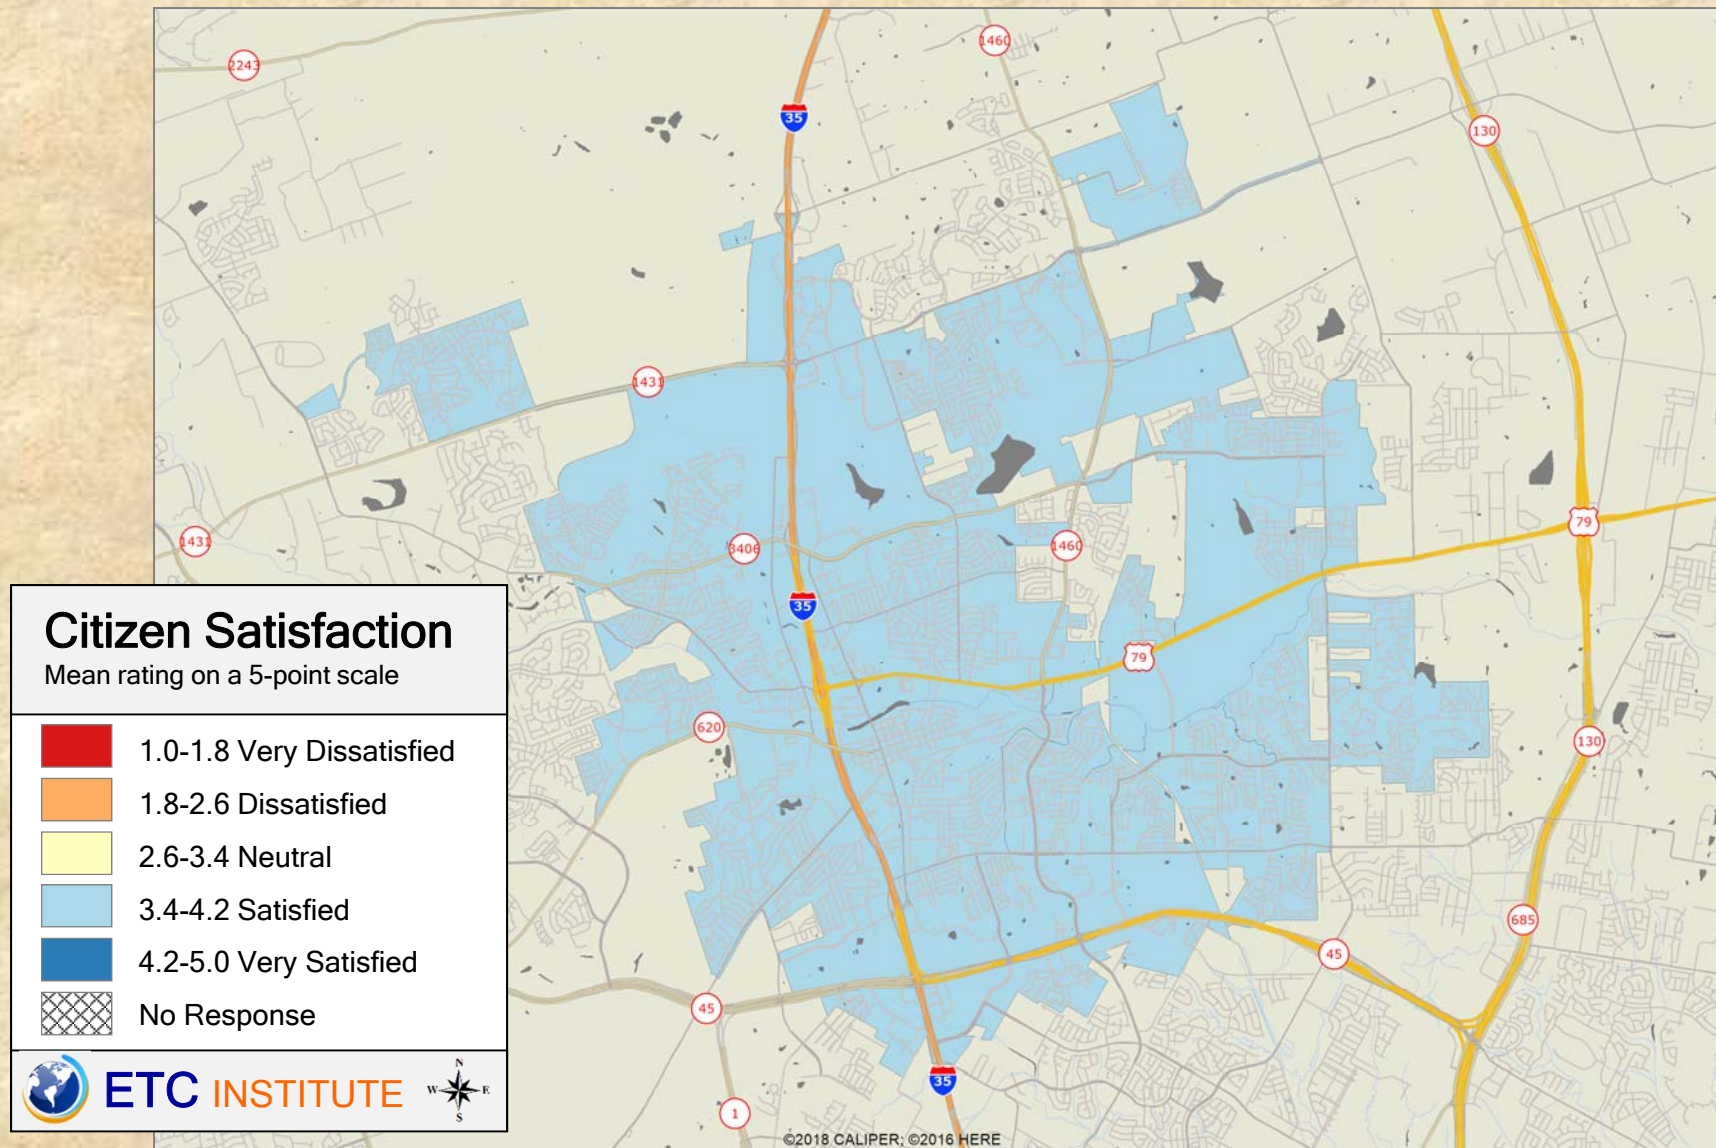 2243
1460
35
130
1431
1431
3406
1460
79
35
79
620
130
685
45
45
35
1
Citizen Satisfaction
Mean rating on a 5-point scale
1.0-1.8 Very Dissatisfied
1.8-2.6 Dissatisfied
2.6-3.4 Neutral
3.4-4.2 Satisfied
4.2-5.0 Very Satisfied
No Response
ETC INSTITUTE
N
W E
S
©2018 CALIPER; ©2016 HERE